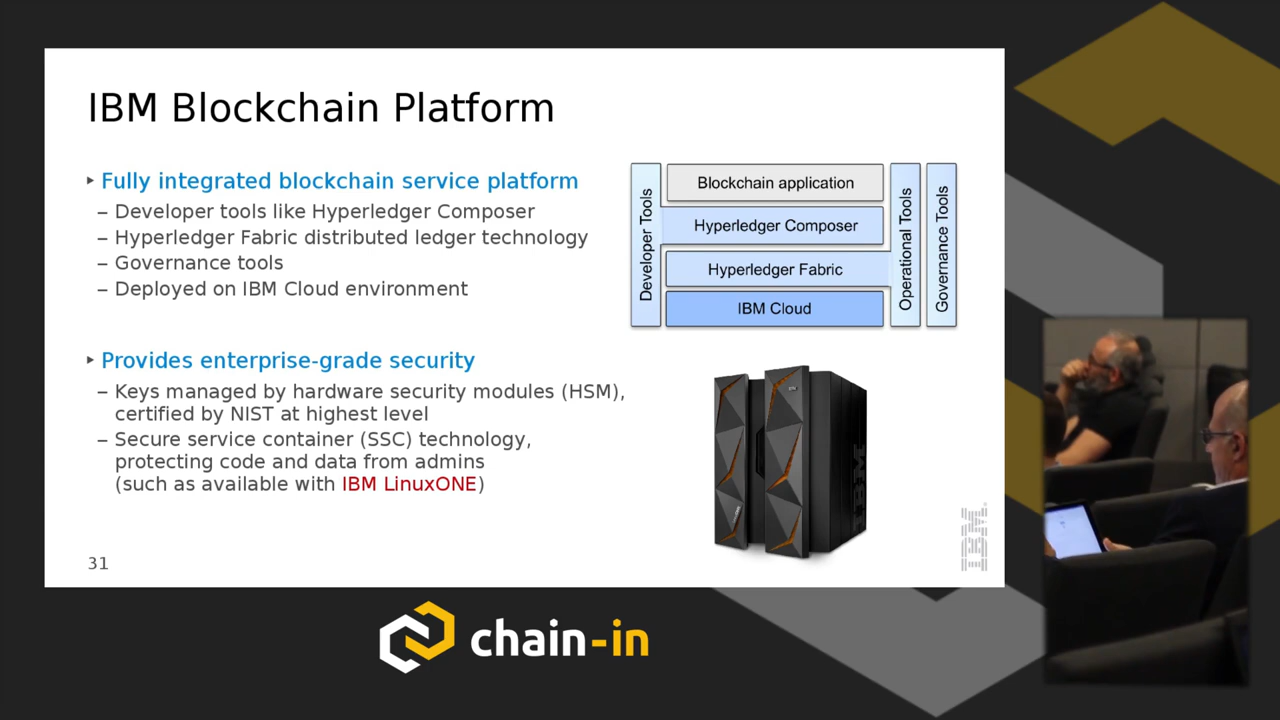 IBM Blockchain Platform
‣ Fully integrated blockchain service platform
– Developer tools like Hyperledger Composer
– Hyperledger Fabric distributed ledger technology
– Governance tools
– Deployed on IBM Cloud environment
‣ Provides enterprise-grade security
– Keys managed by hardware security modules (HSM),
certified by NIST at highest level
– Secure service container (SSC) technology,
protecting code and data from admins
(such as available with IBM LinuxONE)
31
Developer Tools
Blockchain application
Hyperledger Composer
Hyperledger Fabric
IBM Cloud
Operational Tools
Governance Tools
IBM
IBM
chain-in